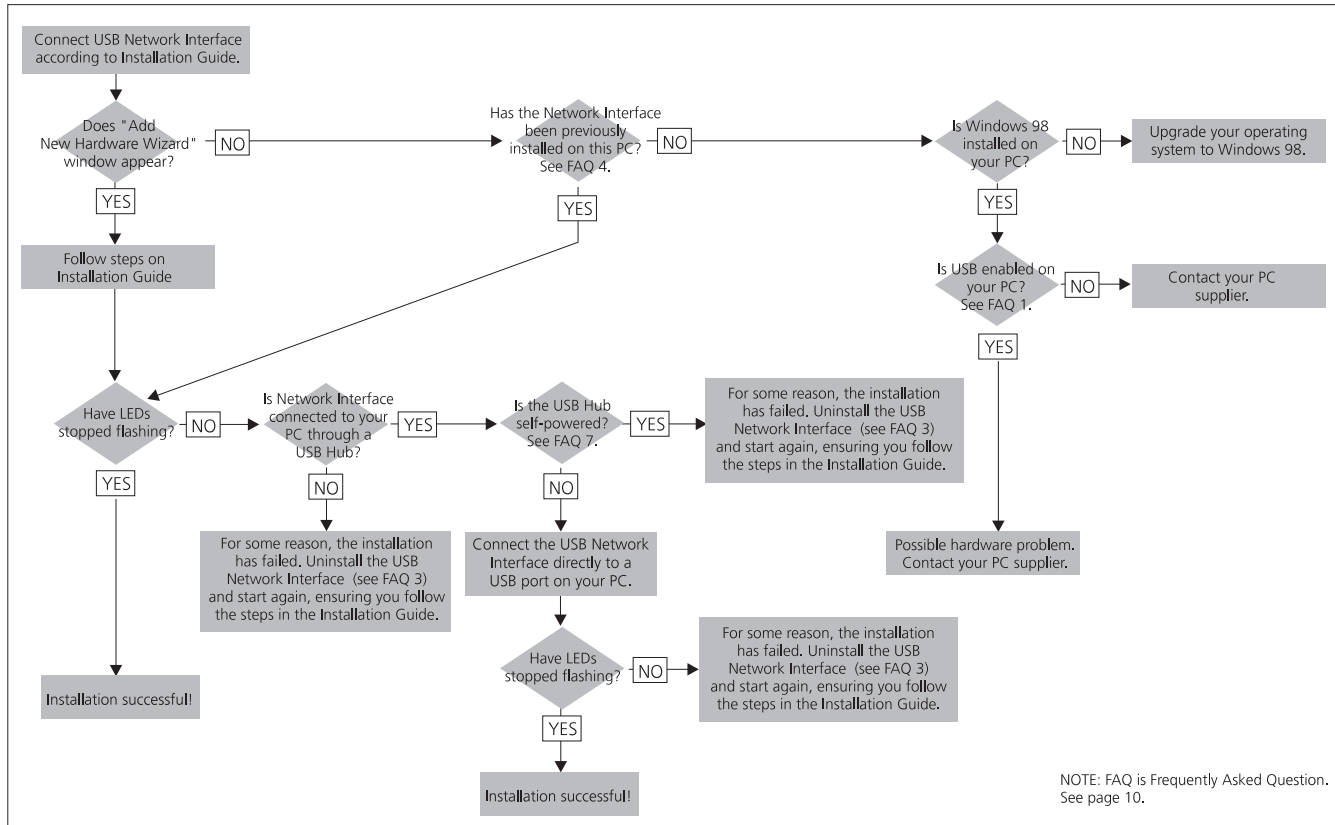 Connect USB Network Interface
according to Installation Guide.
Does "Add
New Hardware Wizard"
window appear?
NO
Has the Network Interface
been previously
installed on this PC?
See FAQ 4.
NO
Is Windows 98
installed on
your PC?
NO
Upgrade your operating
system to Windows 98.
YES
YES
YES
Follow steps on
Installation Guide
Is USB enabled on
your PC?
See FAQ 1.
NO
Contact your PC
supplier.
YES
Have LEDs
stopped flashing?
NO
Is Network Interface
connected to your
PC through a
USB Hub?
YES
Is the USB Hub
self-powered?
See FAQ 7.
YES
For some reason, the installation
has failed. Uninstall the USB
Network Interface (see FAQ 3)
and start again, ensuring you follow
the steps in the Installation Guide.
YES
NO
NO
For some reason, the installation
has failed. Uninstall the USB
Network Interface (see FAQ 3)
and start again, ensuring you follow
the steps in the Installation Guide.
Connect the USB Network
Interface directly to a
USB port on your PC.
Possible hardware problem.
Contact your PC supplier.
Have LEDs
stopped flashing?
NO
For some reason, the installation
has failed. Uninstall the USB
Network Interface (see FAQ 3)
and start again, ensuring you follow
the steps in the Installation Guide.
Installation successful!
YES
Installation successful!
NOTE: FAQ is Frequently Asked Question.
See page 10.